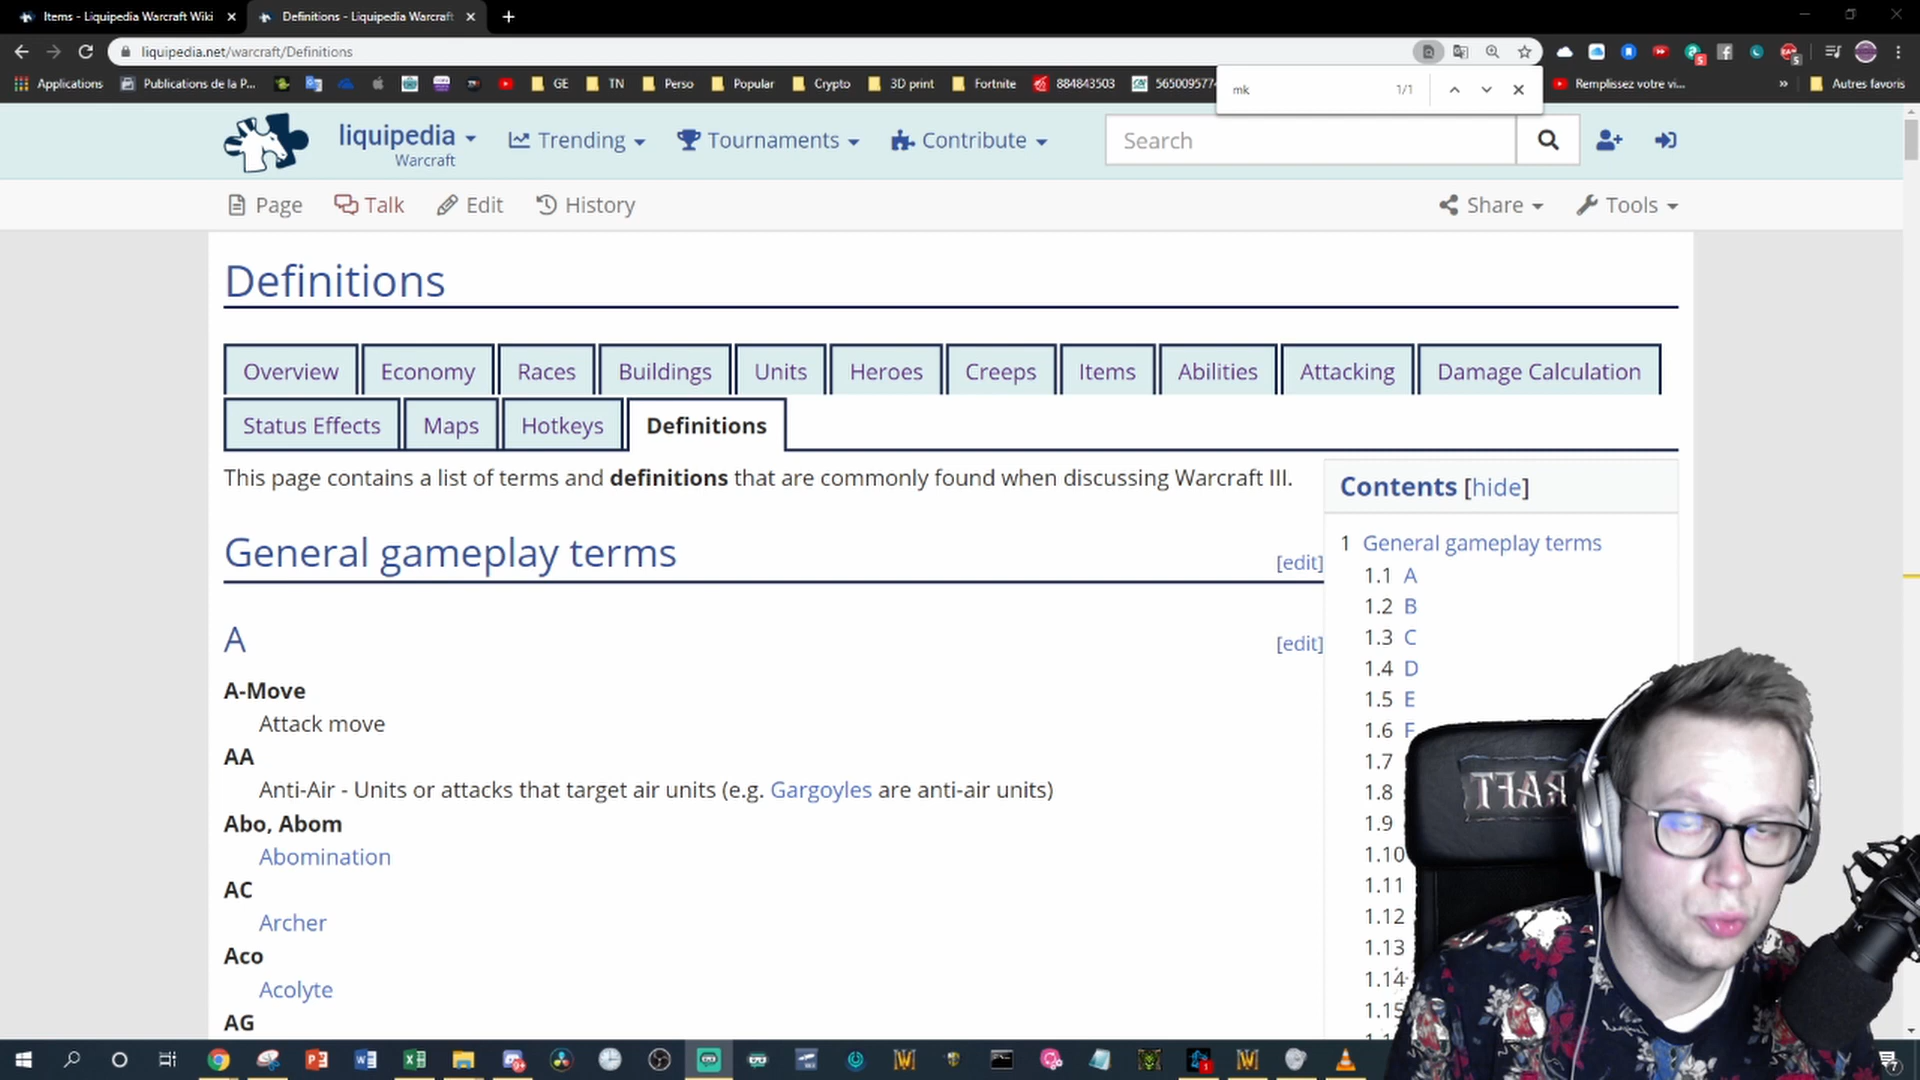 Items - Liquipedia Warcraft Wiki
Definitions - Liquipedia Warcraft
liquipedia.net/warcraft/Definitions
Applications
Publications de la P...
GE
TN
Perso
Popular
Crypto
3D print
Fortnite
884843503
5650095774
Remplissez votre vi...
»
Autres favoris
mk
1/1
liquipedia
Warcraft
Trending
Tournaments
Contribute
Search
Page
Talk
Edit
History
Share
Tools
Definitions
Overview
Economy
Races
Buildings
Units
Heroes
Creeps
Items
Abilities
Attacking
Damage Calculation
Status Effects
Maps
Hotkeys
Definitions
This page contains a list of terms and definitions that are commonly found when discussing Warcraft III.
General gameplay terms
[edit]
A
[edit]
A-Move
Attack move
AA
Anti-Air - Units or attacks that target air units (e.g. Gargoyles are anti-air units)
Abo, Abom
Abomination
AC
Archer
Aco
Acolyte
AG
Contents [hide]
1 General gameplay terms
1.1 A
1.2 B
1.3 C
1.4 D
1.5 E
1.6 F
1.7
1.8
1.9
1.10
1.11
1.12
1.13
1.14
1.15